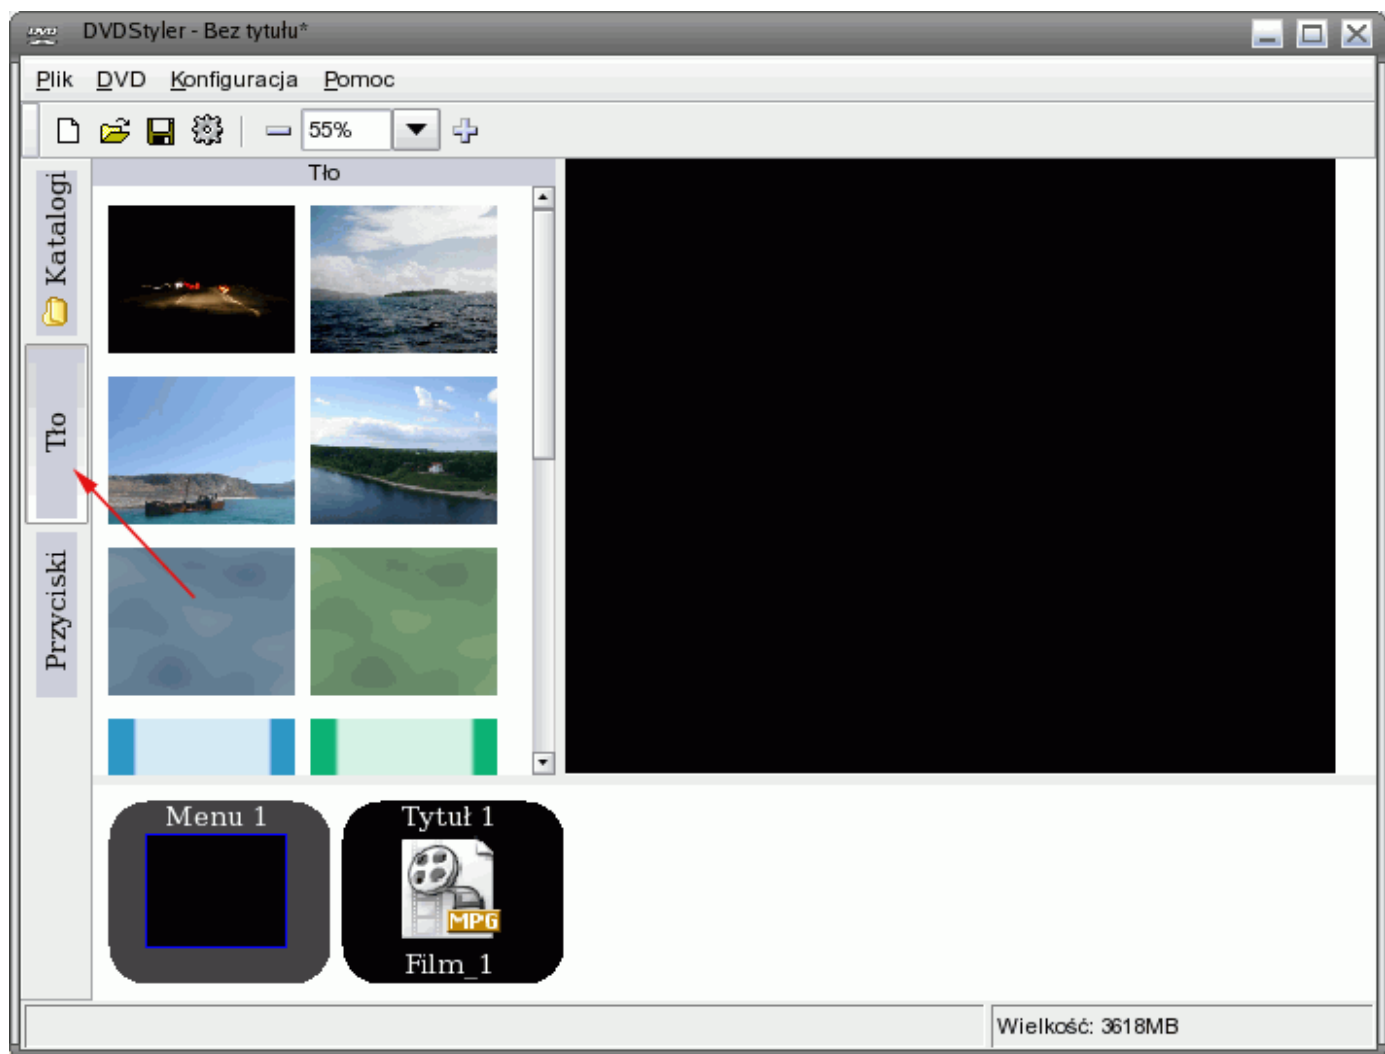 DVD DVDStyler - Bez tytułu*
Plik DVD Konfiguracja Pomoc
55%
Katalogi
Tło
Przyciski
Tło
Menu 1
Tytuł 1
MPG
Film_1
Wielkość: 3618MB